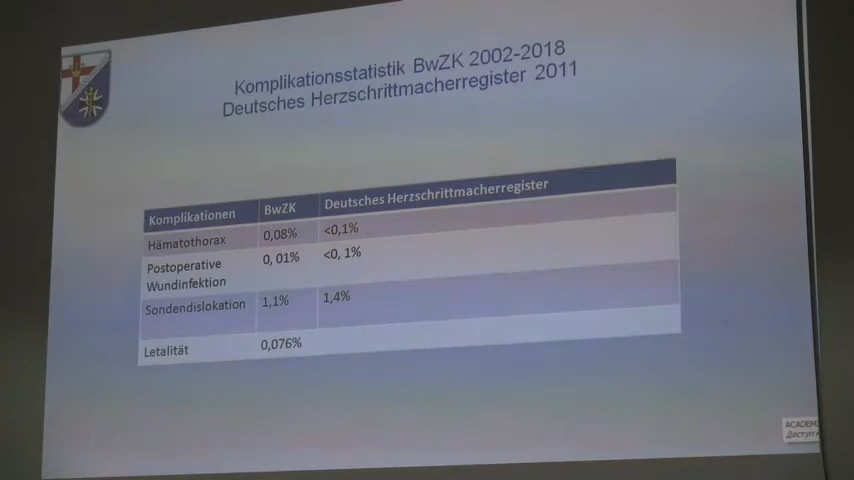 Komplikationsstatistik BwZK 2002-2018
Deutsches Herzschrittmacherregister 2011
Komplikationen BwZK Deutsches Herzschrittmacherregister
Hämatothorax 0,08% <0,1%
Postoperative Wundinfektion 0, 01% <0, 1%
Sondendislokation 1,1% 1,4%
Letalität 0,076%